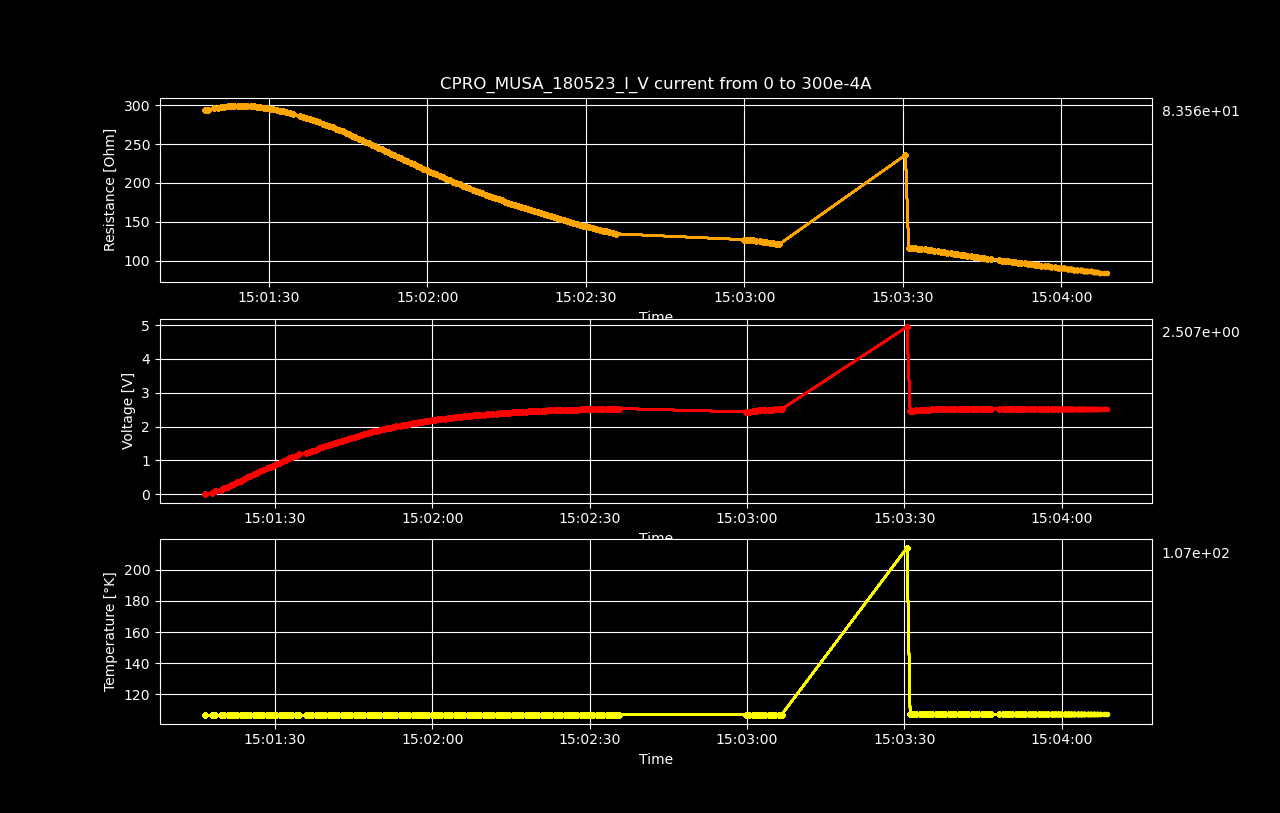 CPRO_MUSA_180523_I_V current from 0 to 300e-4A
300
250
200
150
100
Resistance [Ohm]
8.356e+01
15:01:30 15:02:00 15:02:30 15:03:00 15:03:30 15:04:00
Time
5
4
3
2
1
0
Voltage [V]
2.507e+00
15:01:30 15:02:00 15:02:30 15:03:00 15:03:30 15:04:00
Time
200
180
160
140
120
Temperature [°K]
1.07e+02
15:01:30 15:02:00 15:02:30 15:03:00 15:03:30 15:04:00
Time